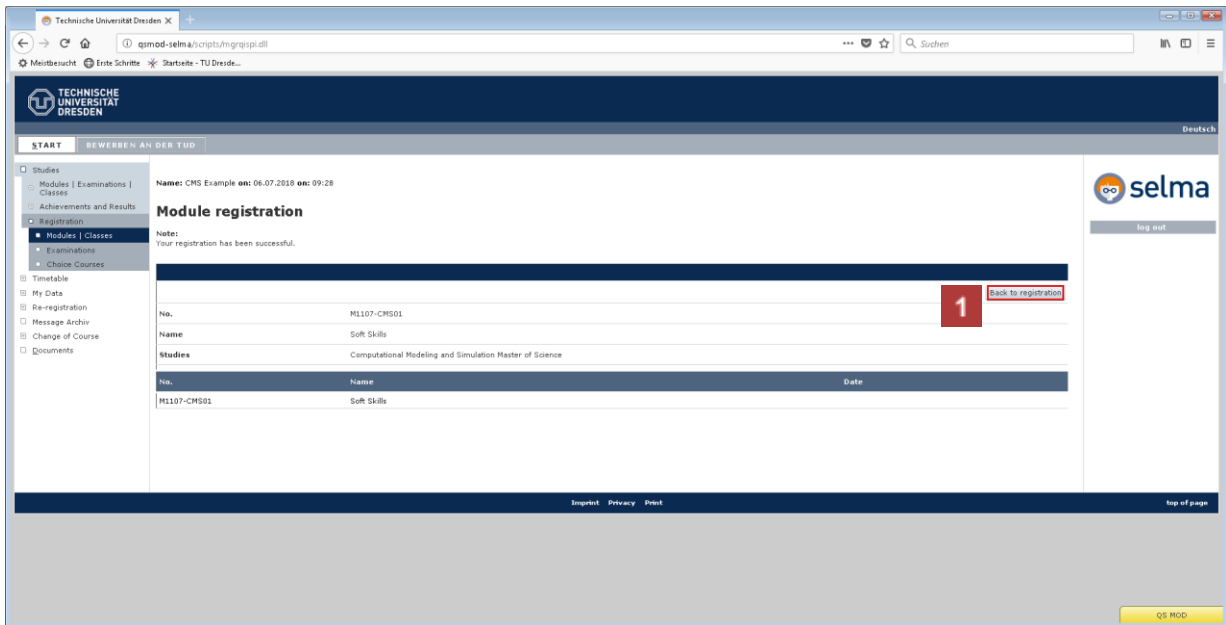 Technische Universität Dresden
qsmod-selma/scripts/mgrqispi.dll
Suchen
Meistbesucht Erste Schritte Startseite - TU Dresde...
TECHNISCHE
UNIVERSITÄT
DRESDEN
Deutsch
START BEWERBEN AN DER TUD
Studies
Modules | Examinations |
Classes
Achievements and Results
Registration
Modules | Classes
Examinations
Choice Courses
Timetable
My Data
Re-registration
Message Archiv
Change of Course
Documents
Name: CMS Example on: 06.07.2018 on: 09:28
Module registration
Note:
Your registration has been successful.
1
Back to registration
No. M1107-CMS01
Name Soft Skills
Studies Computational Modeling and Simulation Master of Science
No. Name Date
M1107-CMS01 Soft Skills
selma
log out
Imprint Privacy Print top of page
QS MOD